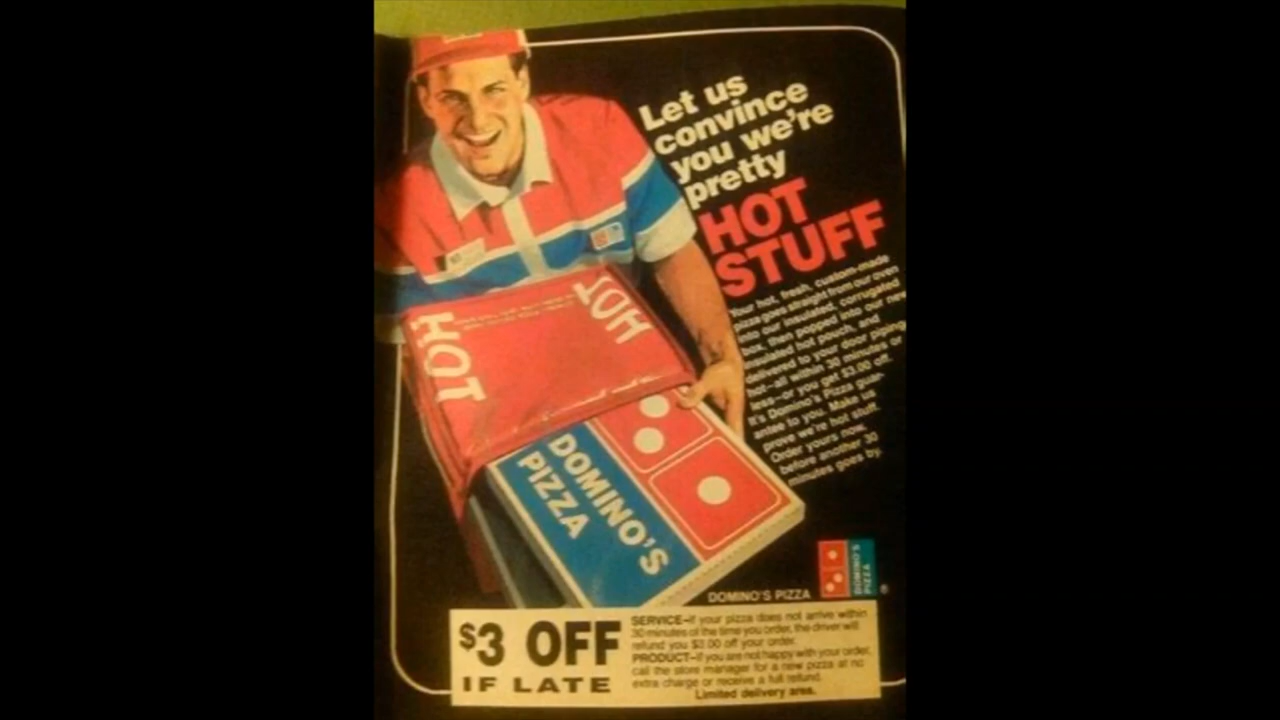 Let us
convince
you we're
pretty
HOT
STUFF
Your hot, fresh, custom-made
pizza goes straight from our oven
into our insulated, corrugated
box, then popped into our new
insulated hot pouch, and
delivered to your door piping
hot—all within 30 minutes or
less—or you get $3.00 off.
It's Domino's Pizza guar-
antee to you. Make us
prove we're hot stuff.
Order yours now,
before another 30
minutes goes by.
HOT
HOT
DOMINO'S
PIZZA
DOMINO'S PIZZA
DOMINO'S
PIZZA
®
$3 OFF
IF LATE
SERVICE—If your pizza does not arrive within
30 minutes of the time you order, the driver will
refund you $3.00 off your order.
PRODUCT—If you are not happy with your order,
call the store manager for a new pizza at no
extra charge or receive a full refund.
Limited delivery area.